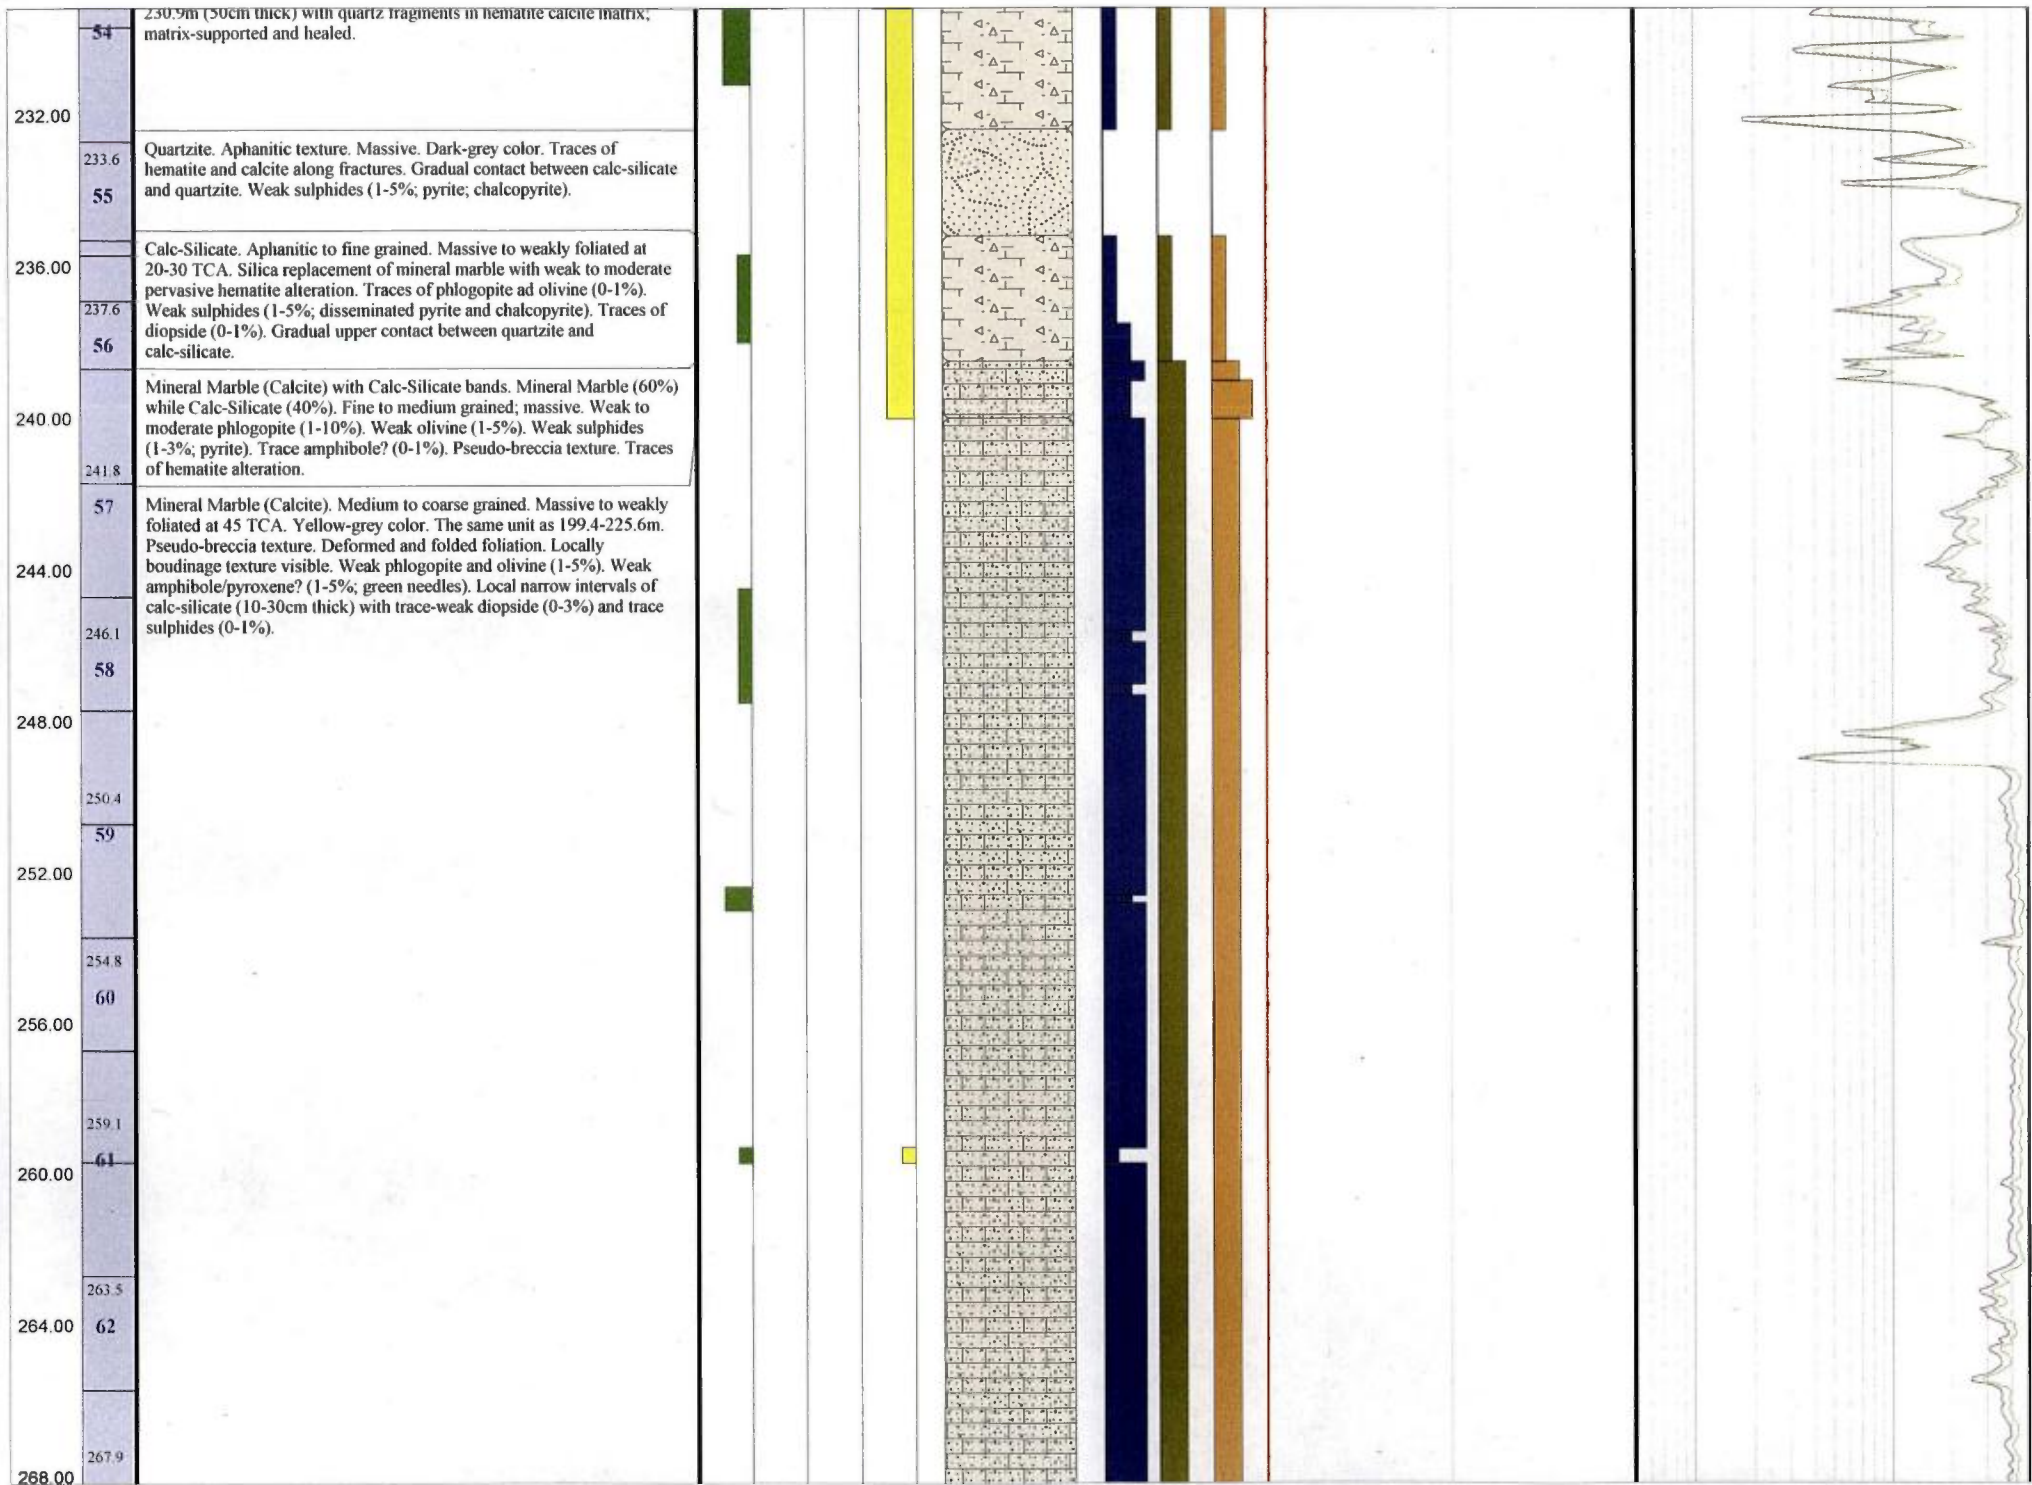 230.9m (50cm thick) with quartz fragments in hematite calcite matrix;
matrix-supported and healed.
54
232.00
233.6
55
Quartzite. Aphanitic texture. Massive. Dark-grey color. Traces of
hematite and calcite along fractures. Gradual contact between calc-silicate
and quartzite. Weak sulphides (1-5%; pyrite; chalcopyrite).
236.00
237.6
56
Calc-Silicate. Aphanitic to fine grained. Massive to weakly foliated at
20-30 TCA. Silica replacement of mineral marble with weak to moderate
pervasive hematite alteration. Traces of phlogopite ad olivine (0-1%).
Weak sulphides (1-5%; disseminated pyrite and chalcopyrite). Traces of
diopside (0-1%). Gradual upper contact between quartzite and
calc-silicate.
240.00
241.8
Mineral Marble (Calcite) with Calc-Silicate bands. Mineral Marble (60%)
while Calc-Silicate (40%). Fine to medium grained; massive. Weak to
moderate phlogopite (1-10%). Weak olivine (1-5%). Weak sulphides
(1-3%; pyrite). Trace amphibole? (0-1%). Pseudo-breccia texture. Traces
of hematite alteration.
57
244.00
246.1
58
Mineral Marble (Calcite). Medium to coarse grained. Massive to weakly
foliated at 45 TCA. Yellow-grey color. The same unit as 199.4-225.6m.
Pseudo-breccia texture. Deformed and folded foliation. Locally
boudinage texture visible. Weak phlogopite and olivine (1-5%). Weak
amphibole/pyroxene? (1-5%; green needles). Local narrow intervals of
calc-silicate (10-30cm thick) with trace-weak diopside (0-3%) and trace
sulphides (0-1%).
248.00
250.4
59
252.00
254.8
60
256.00
259.1
61
260.00
263.5
264.00
62
267.9
268.00